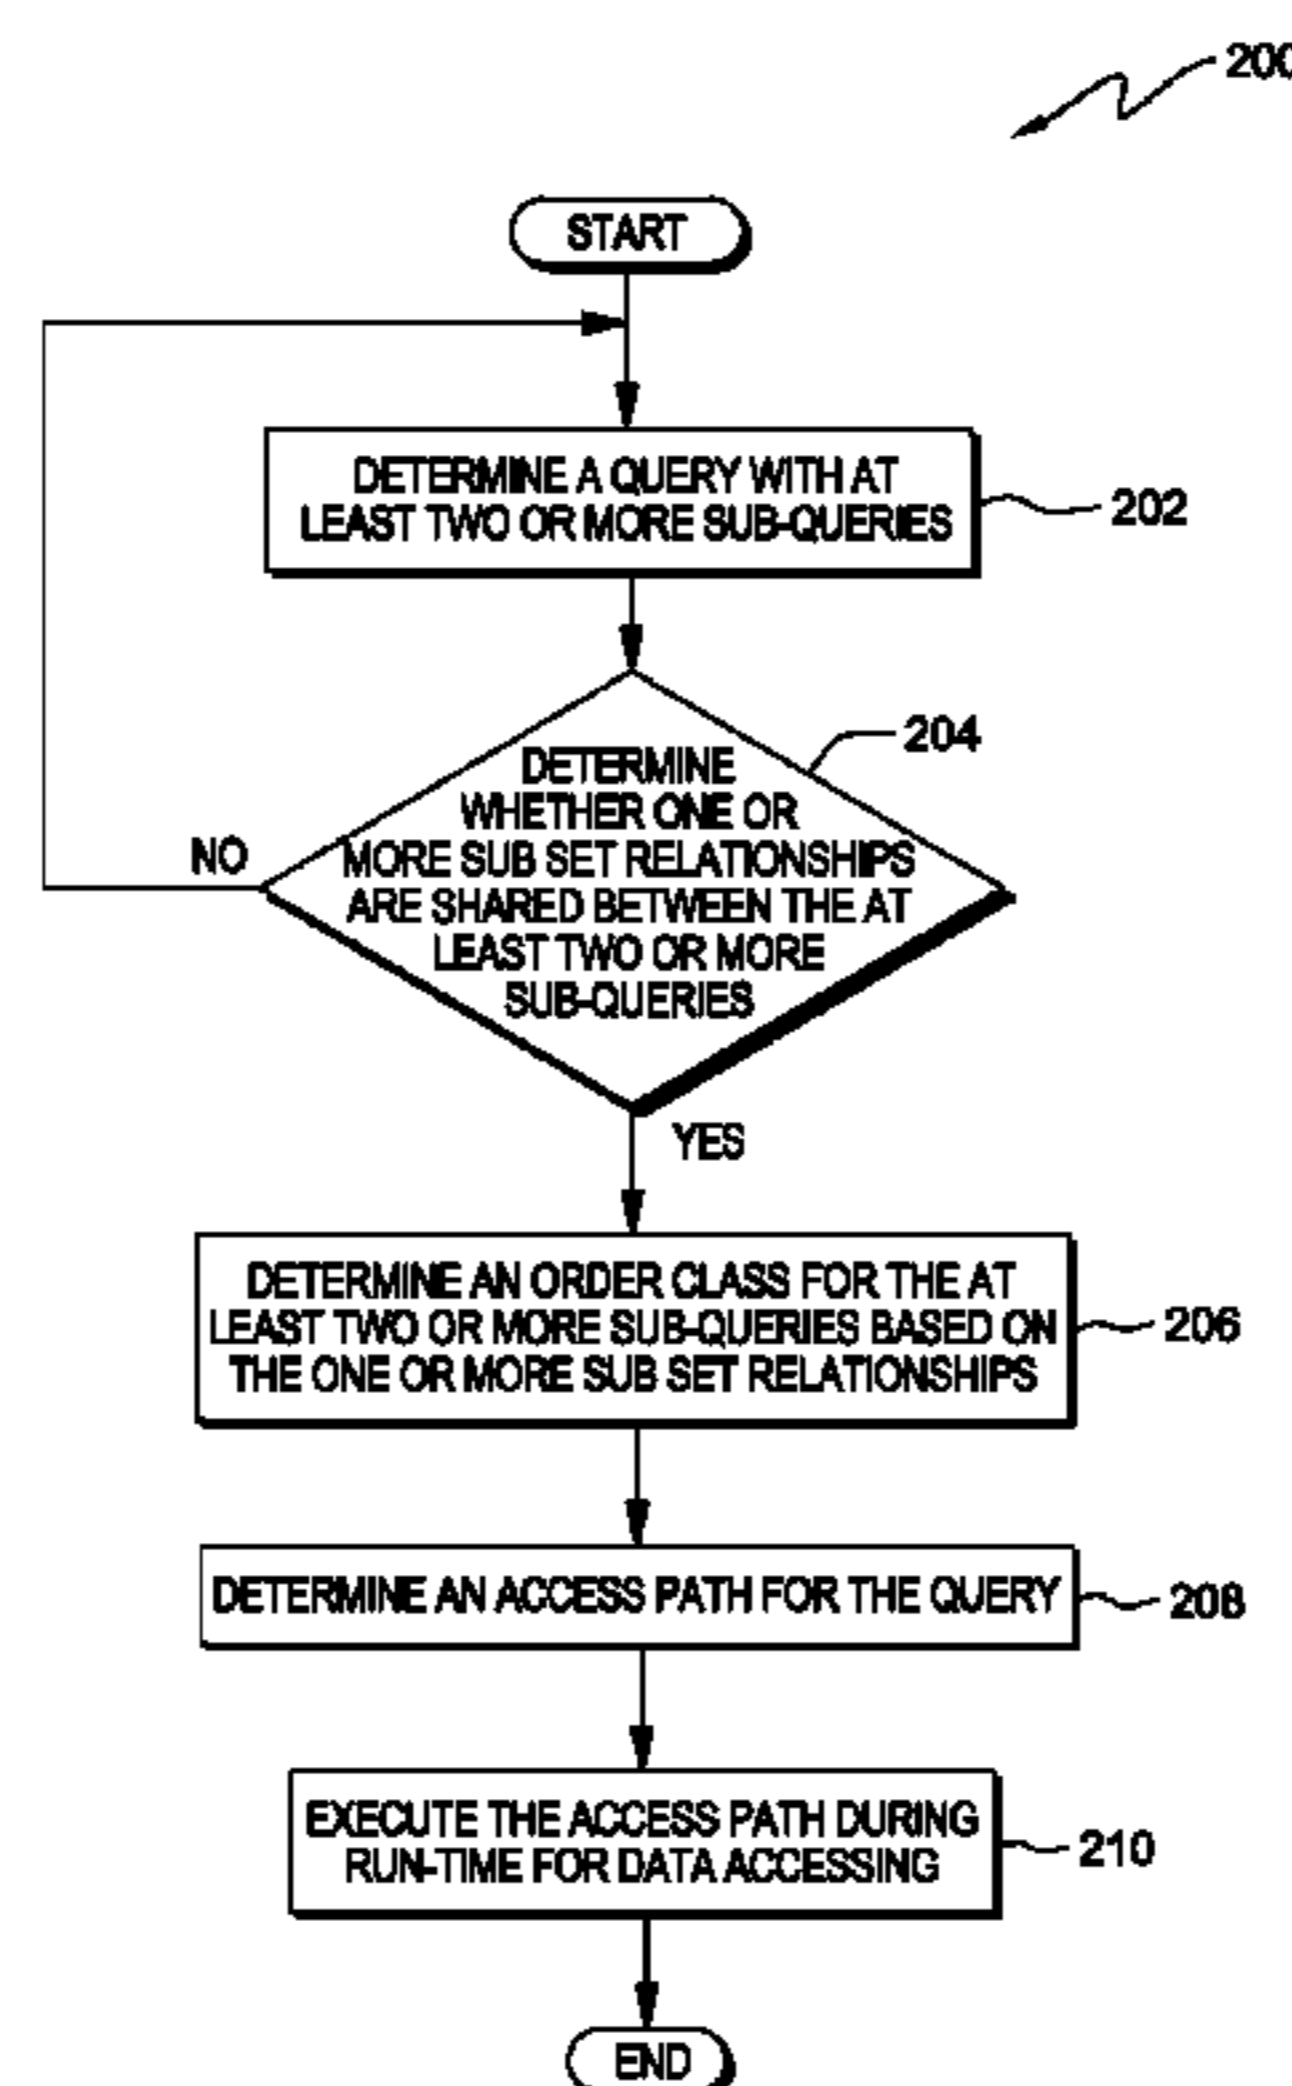 200
START
DETERMINE A QUERY WITH AT
LEAST TWO OR MORE SUB-QUERIES
202
204
DETERMINE
WHETHER ONE OR
MORE SUB SET RELATIONSHIPS
ARE SHARED BETWEEN THE AT
LEAST TWO OR MORE
SUB-QUERIES
NO
YES
DETERMINE AN ORDER CLASS FOR THE AT
LEAST TWO OR MORE SUB-QUERIES BASED ON
THE ONE OR MORE SUB SET RELATIONSHIPS
206
DETERMINE AN ACCESS PATH FOR THE QUERY
208
EXECUTE THE ACCESS PATH DURING
RUN-TIME FOR DATA ACCESSING
210
END